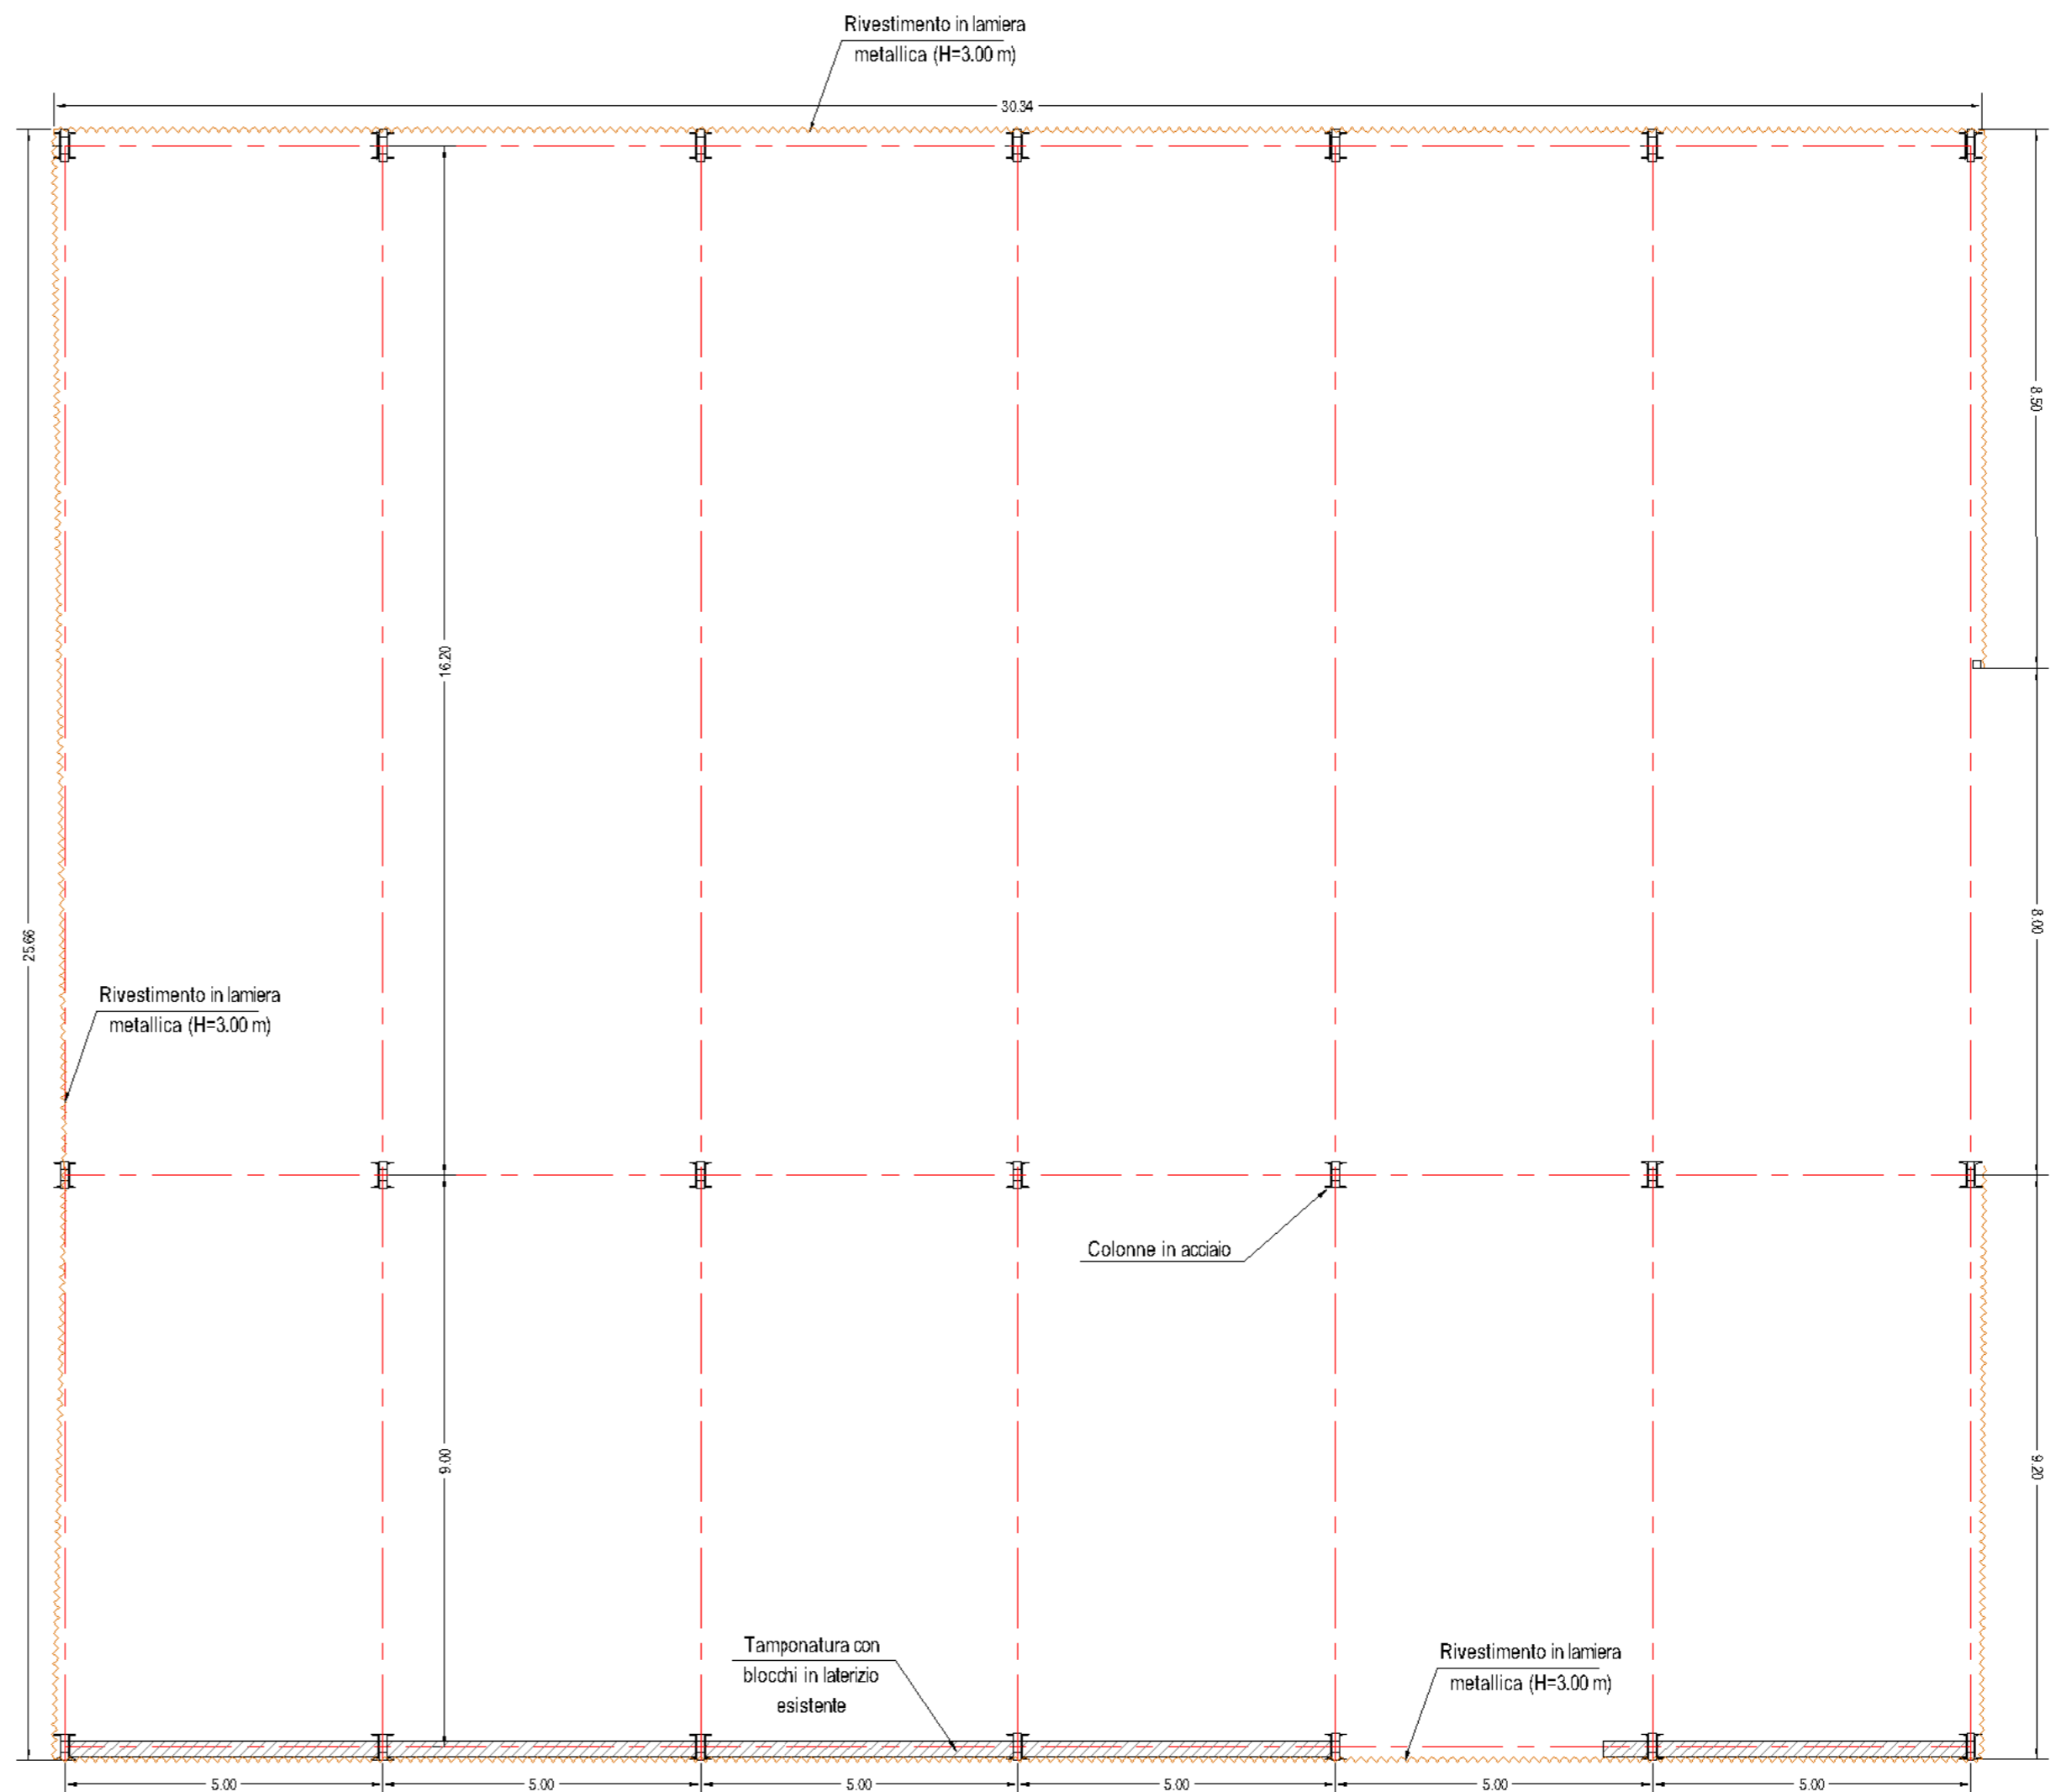 Rivestimento in lamiera
metallica (H=3.00 m)
30.34
8.50
16.20
8.00
25.66
Rivestimento in lamiera
metallica (H=3.00 m)
Colonne in acciaio
9.00
9.20
Tamponatura con
blocchi in laterizio
esistente
Rivestimento in lamiera
metallica (H=3.00 m)
5.00
5.00
5.00
5.00
5.00
5.00